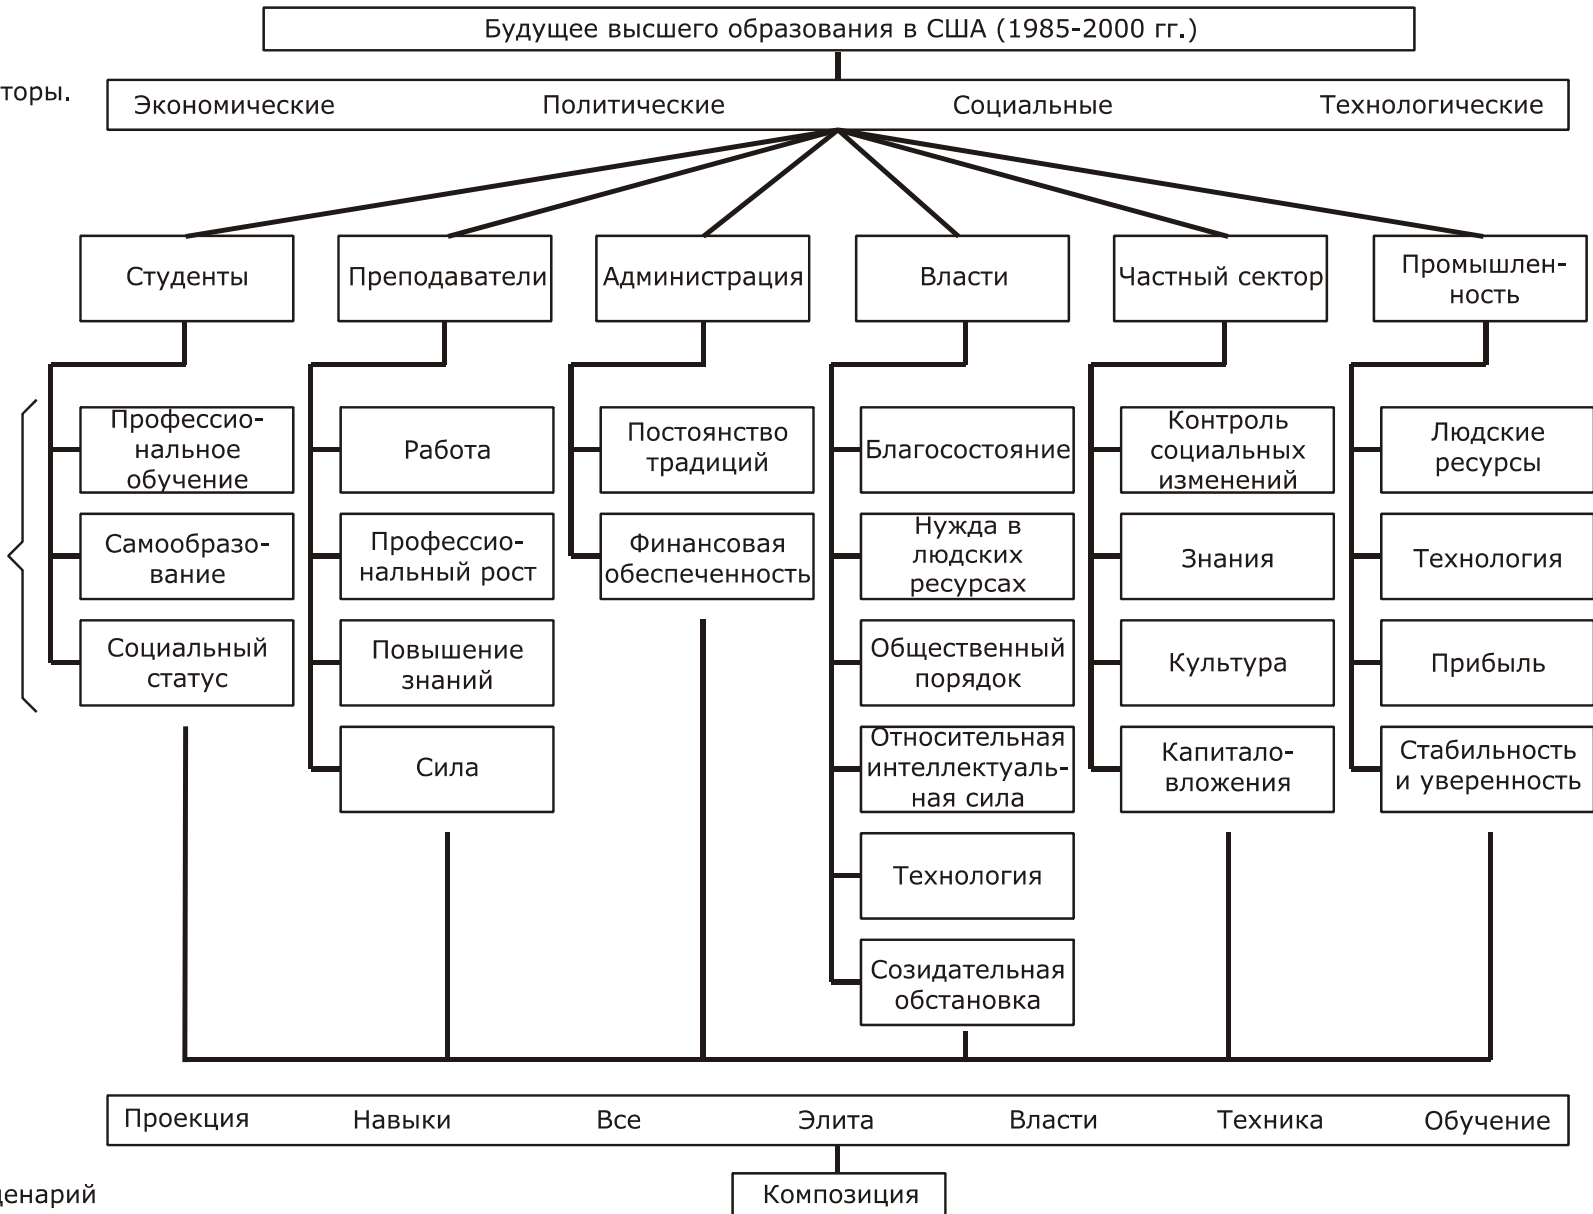 Будущее высшего образования в США (1985-2000 гг.)
Экономические Политические Социальные Технологические
Студенты
Преподаватели
Администрация
Власти
Частный сектор
Промышлен-
ность
Профессио-
нальное
обучение
Самообразо-
вание
Социальный
статус
Работа
Профессио-
нальный рост
Повышение
знаний
Сила
Постоянство
традиций
Финансовая
обеспеченность
Благосостояние
Нужда в
людских
ресурсах
Общественный
порядок
Относительная
интеллектуаль-
ная сила
Технология
Созидательная
обстановка
Контроль
социальных
изменений
Знания
Культура
Капитало-
вложения
Людские
ресурсы
Технология
Прибыль
Стабильность
и уверенность
Проекция Навыки Все Элита Власти Техника Обучение
Композиция